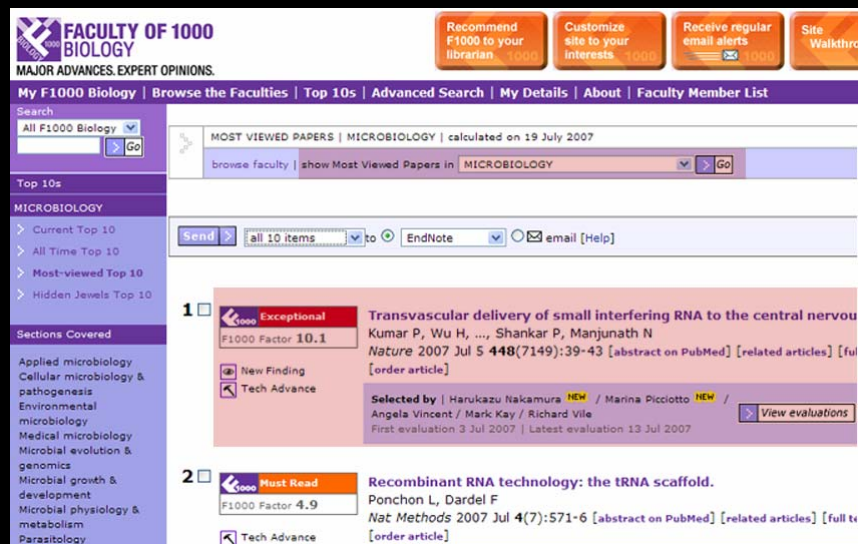 FACULTY OF 1000
BIOLOGY
MAJOR ADVANCES. EXPERT OPINIONS.
Recommend
F1000 to your
librarian
Customize
site to your
interests
Receive regular
email alerts
Site
My F1000 Biology | Browse the Faculties | Top 10s | Advanced Search | My Details | About | Faculty Member List
Search
All F1000 Biology
Go
MOST VIEWED PAPERS | MICROBIOLOGY | calculated on 19 July 2007
browse faculty | show Most Viewed Papers in MICROBIOLOGY Go
Top 10s
MICROBIOLOGY
Current Top 10
All Time Top 10
Most-viewed Top 10
Hidden Jewels Top 10
Send all 10 items to EndNote email [Help]
Sections Covered
Applied microbiology
Cellular microbiology &
pathogenesis
Environmental
microbiology
Medical microbiology
Microbial evolution &
genomics
Microbial growth &
development
Microbial physiology &
metabolism
Parasitology
1
F1000 Exceptional
F1000 Factor 10.1
New Finding
Tech Advance
Transvascular delivery of small interfering RNA to the central nervou
Kumar P, Wu H, ..., Shankar P, Manjunath N
Nature 2007 Jul 5 448(7149):39-43 [abstract on PubMed] [related articles] [ful
[order article]
Selected by | Harukazu Nakamura NEW / Marina Picciotto NEW /
Angela Vincent / Mark Kay / Richard Vile
First evaluation 3 Jul 2007 | Latest evaluation 13 Jul 2007
View evaluations
2
F1000 Must Read
F1000 Factor 4.9
Tech Advance
Recombinant RNA technology: the tRNA scaffold.
Ponchon L, Dardel F
Nat Methods 2007 Jul 4(7):571-6 [abstract on PubMed] [related articles] [full te
[order article]